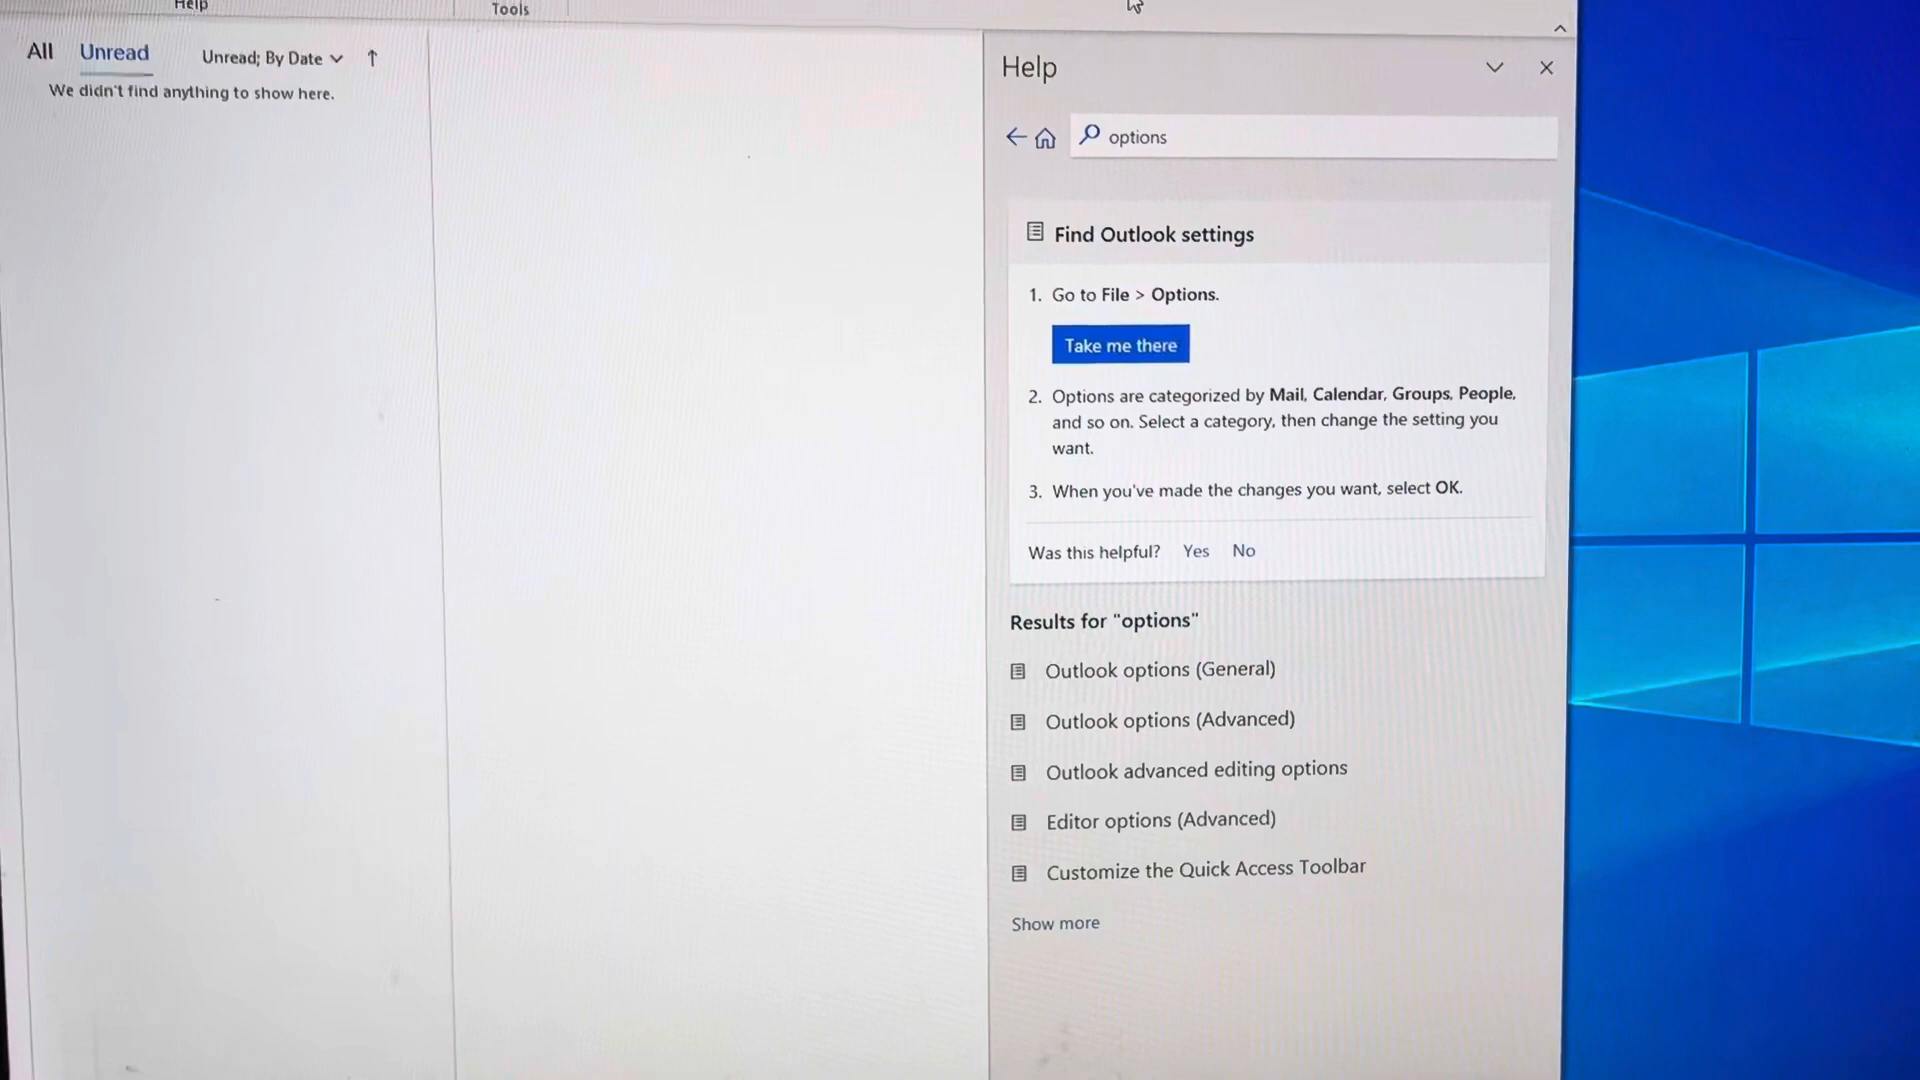 Help
Tools
All Unread Unread; By Date
We didn't find anything to show here.
Help
options
Find Outlook settings
1. Go to File > Options.
Take me there
2. Options are categorized by Mail, Calendar, Groups, People,
and so on. Select a category, then change the setting you
want.
3. When you've made the changes you want, select OK.
Was this helpful? Yes No
Results for "options"
Outlook options (General)
Outlook options (Advanced)
Outlook advanced editing options
Editor options (Advanced)
Customize the Quick Access Toolbar
Show more